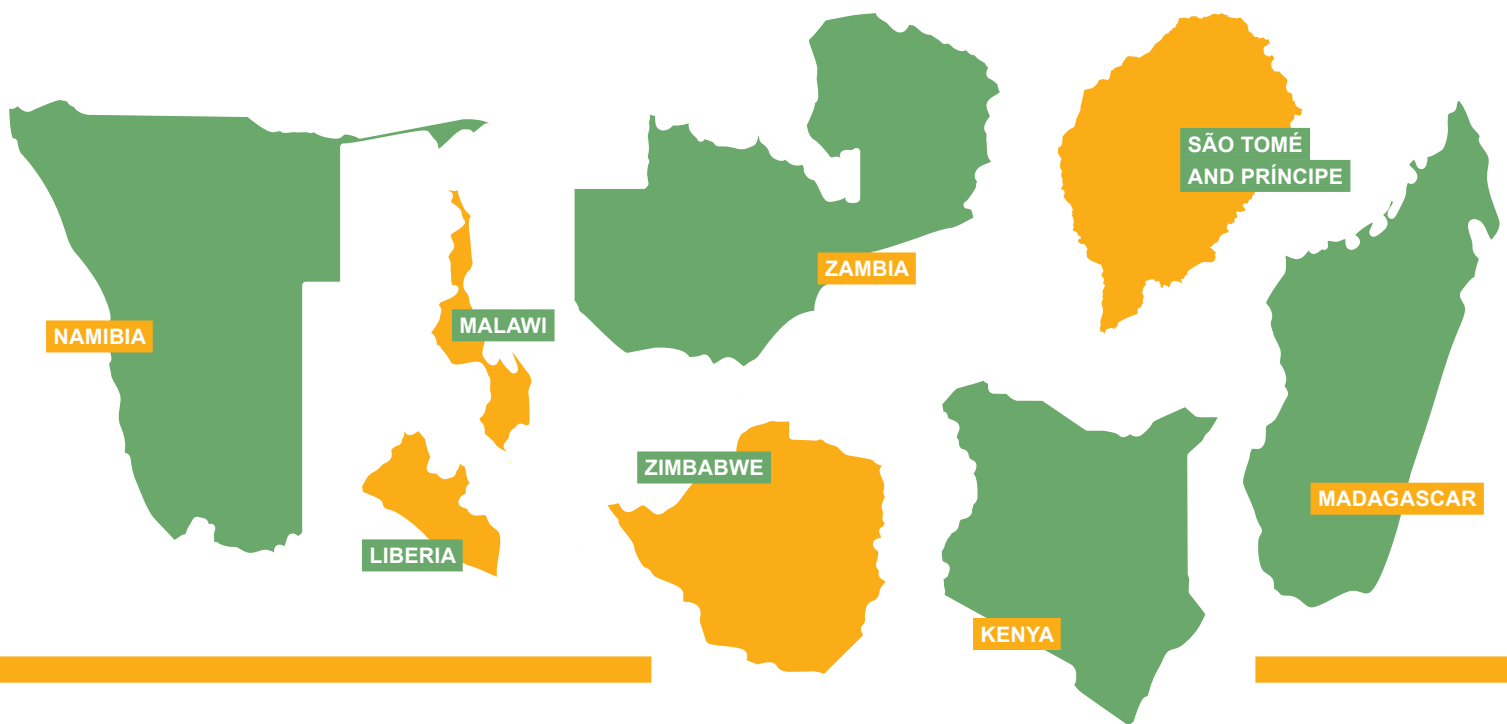 SÃO TOMÉ
AND PRÍNCIPE
ZAMBIA
NAMIBIA
MALAWI
ZIMBABWE
MADAGASCAR
LIBERIA
KENYA